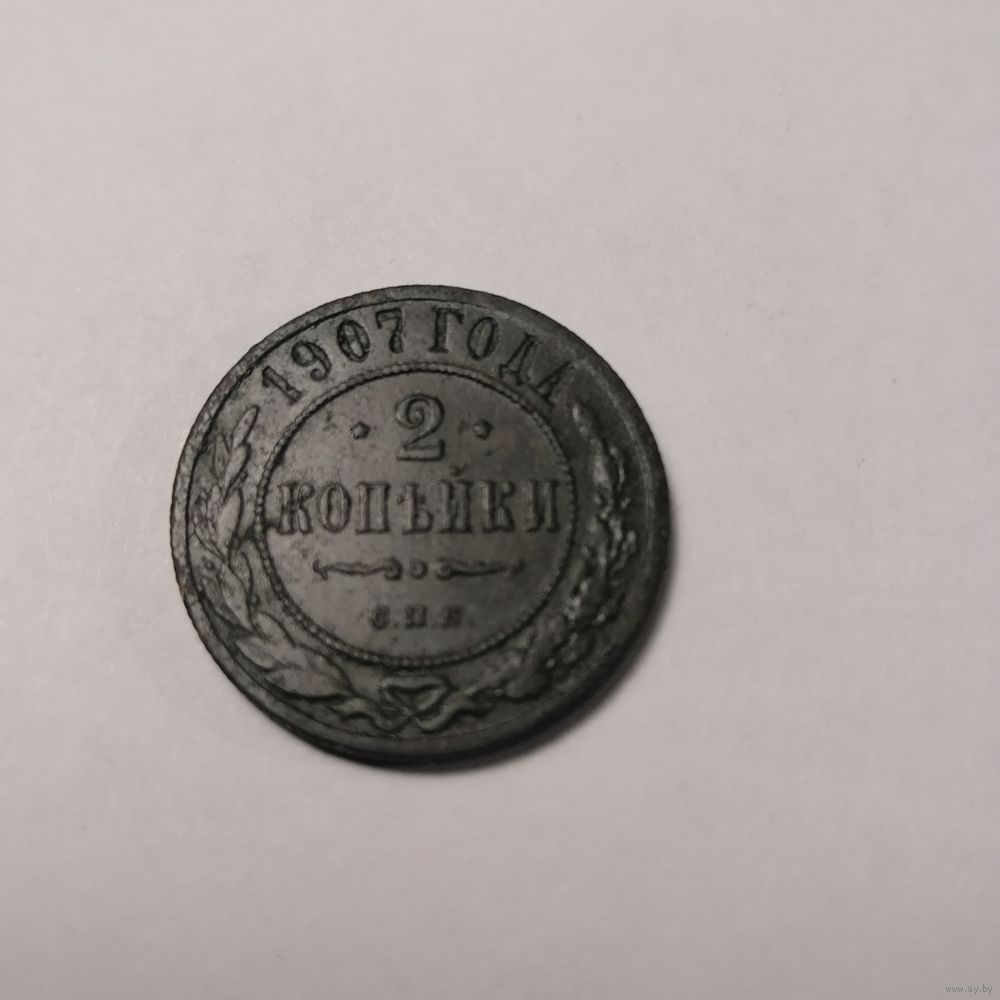 1907 ГОДА
· 2 ·
КОПѢЙКИ
С.П.Б.
www.ay.by